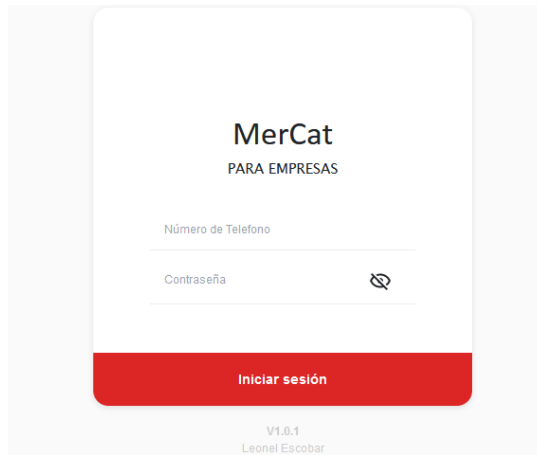 MerCat
PARA EMPRESAS
Número de Telefono
Contraseña
Iniciar sesión
V1.0.1
Leonel Escobar